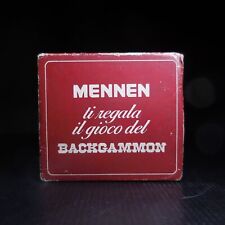 MENNEN
ti regala
il gioco del
BACKGAMMON